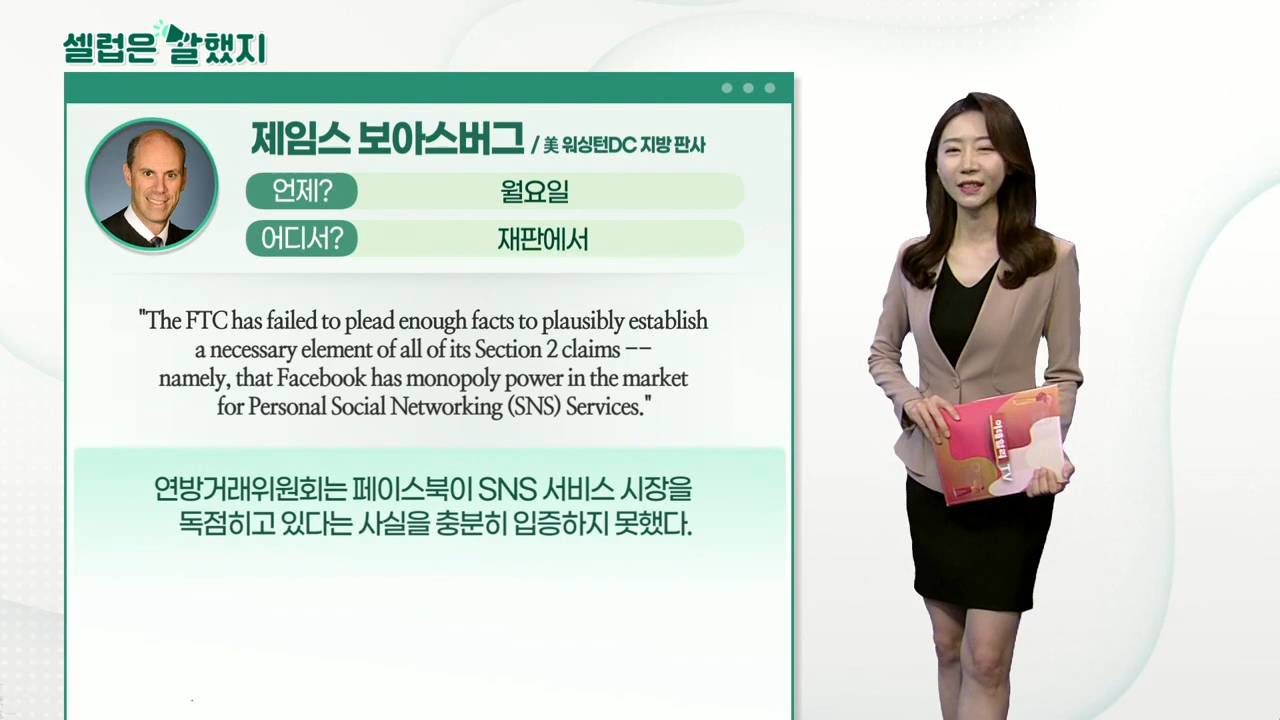 셀럽은 말했지
제임스 보아스버그 / 美 워싱턴DC 지방 판사
언제? 월요일
어디서? 재판에서
"The FTC has failed to plead enough facts to plausibly establish
a necessary element of all of its Section 2 claims --
namely, that Facebook has monopoly power in the market
for Personal Social Networking (SNS) Services."
연방거래위원회는 페이스북이 SNS 서비스 시장을
독점히고 있다는 사실을 충분히 입증하지 못했다.